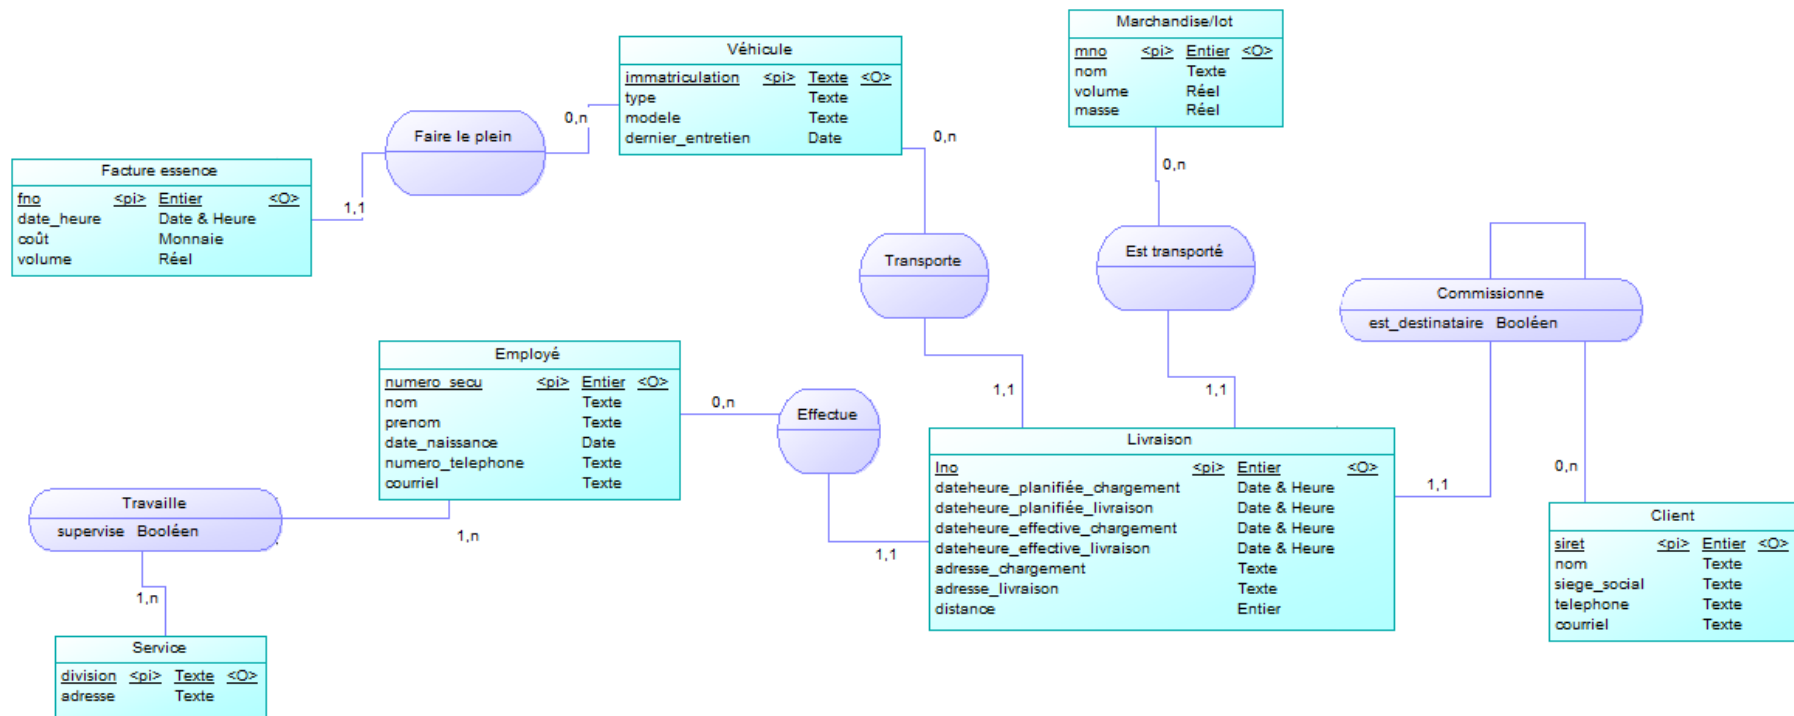 Marchandise/lot
mno <pi> Entier <O>
nom Texte
volume Réel
masse Réel
0,n
Véhicule
immatriculation <pi> Texte <O>
type Texte
modele Texte
dernier_entretien Date
0,n
0,n
Faire le plein
Facture essence
fno <pi> Entier <O>
date_heure Date & Heure
coût Monnaie
volume Réel
1,1
Transporte
1,1
Est transporté
1,1
Commissionne
est_destinataire Booléen
1,1
0,n
Employé
numero_secu <pi> Entier <O>
nom Texte
prenom Texte
date_naissance Date
numero_telephone Texte
courriel Texte
0,n
Effectue
1,1
Livraison
lno <pi> Entier <O>
dateheure_planifiée_chargement Date & Heure
dateheure_planifiée_livraison Date & Heure
dateheure_effective_chargement Date & Heure
dateheure_effective_livraison Date & Heure
adresse_chargement Texte
adresse_livraison Texte
distance Entier
Client
siret <pi> Entier <O>
nom Texte
siege_social Texte
telephone Texte
courriel Texte
Travaille
supervise Booléen
1,n
1,n
Service
division <pi> Texte <O>
adresse Texte